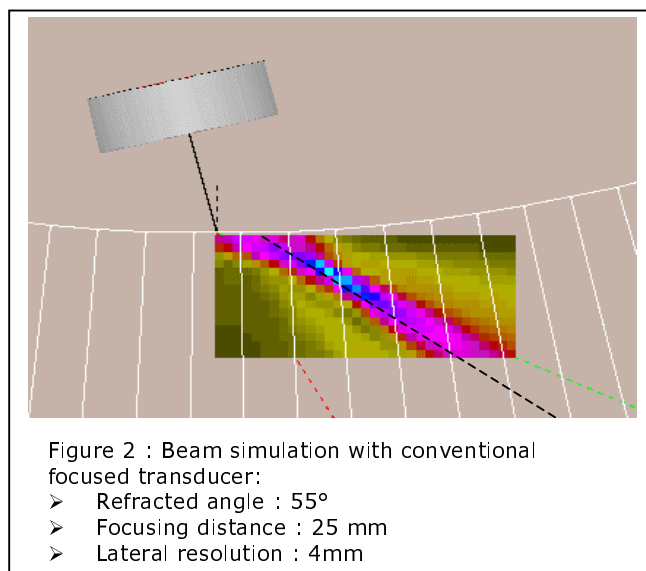 Figure 2 : Beam simulation with conventional
focused transducer:
➢ Refracted angle : 55°
➢ Focusing distance : 25 mm
➢ Lateral resolution : 4mm